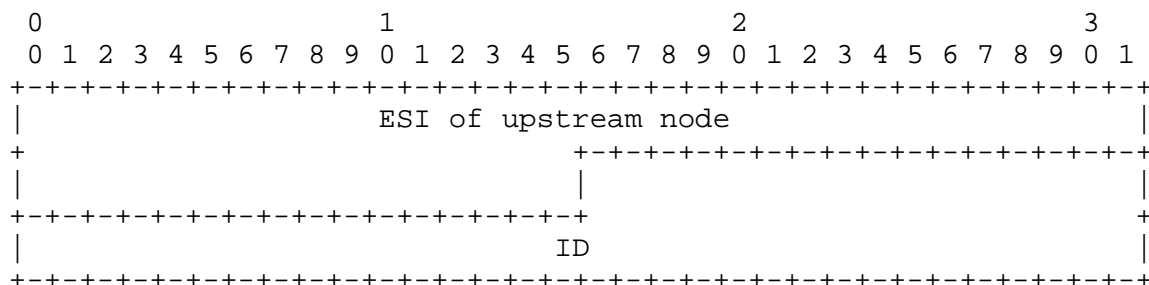 0                   1                   2                   3
 0 1 2 3 4 5 6 7 8 9 0 1 2 3 4 5 6 7 8 9 0 1 2 3 4 5 6 7 8 9 0 1
+-+-+-+-+-+-+-+-+-+-+-+-+-+-+-+-+-+-+-+-+-+-+-+-+-+-+-+-+-+-+-+-+
|                    ESI of upstream node                       |
+                               +-+-+-+-+-+-+-+-+-+-+-+-+-+-+-+-+
|                               |                               |
+-+-+-+-+-+-+-+-+-+-+-+-+-+-+-+-+                               +
|                              ID                               |
+-+-+-+-+-+-+-+-+-+-+-+-+-+-+-+-+-+-+-+-+-+-+-+-+-+-+-+-+-+-+-+-+